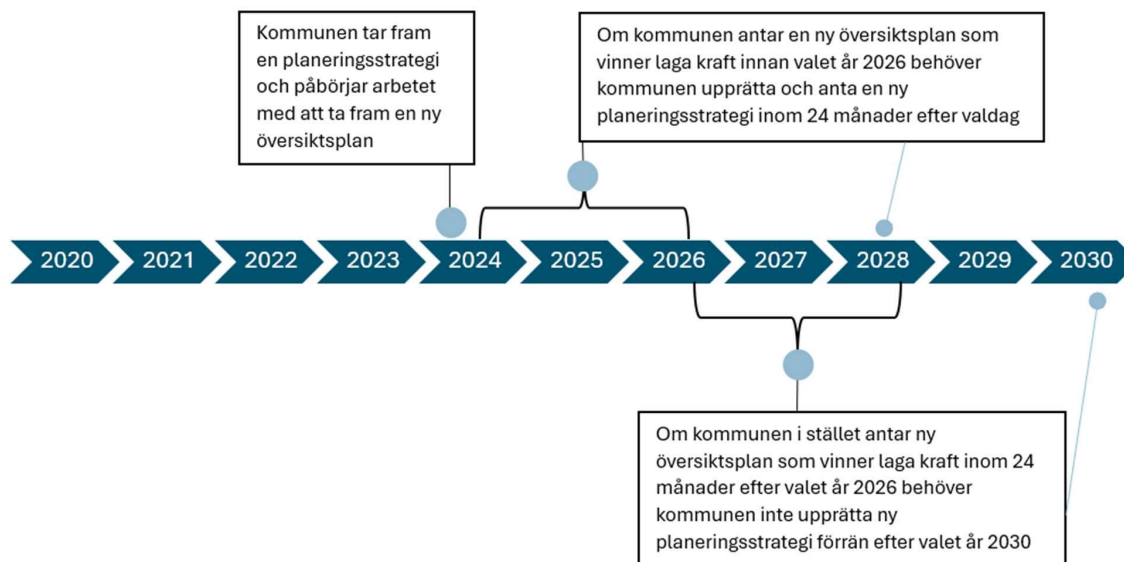 Kommunen tar fram
en planeringsstrategi
och påbörjar arbetet
med att ta fram en ny
översiktsplan
Om kommunen antar en ny översiktsplan som
vinner laga kraft innan valet år 2026 behöver
kommunen upprätta och anta en ny
planeringsstrategi inom 24 månader efter valdag
2020 2021 2022 2023 2024 2025 2026 2027 2028 2029 2030
Om kommunen i stället antar ny
översiktsplan som vinner laga kraft inom 24
månader efter valet år 2026 behöver
kommunen inte upprätta ny
planeringsstrategi förrän efter valet år 2030